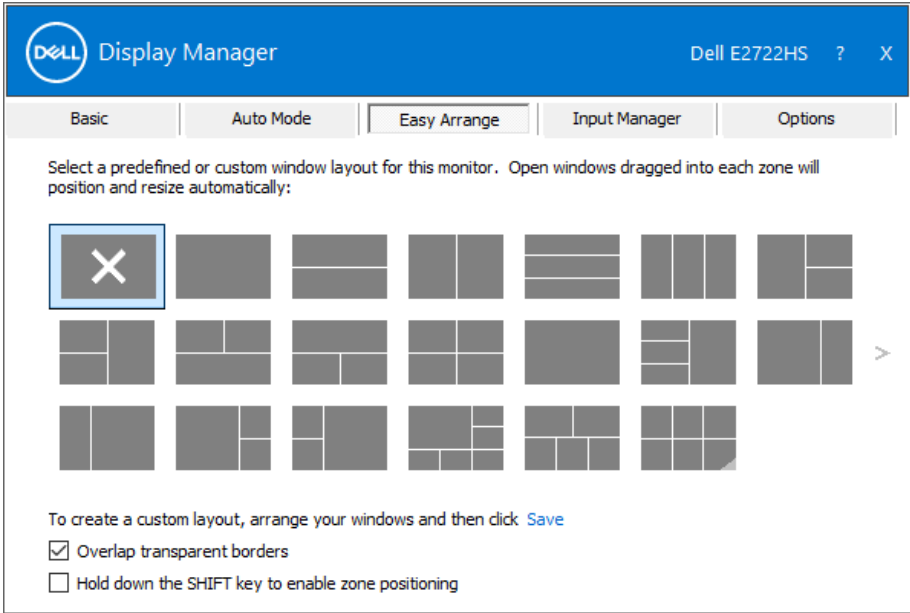 DELL Display Manager Dell E2722HS ? X
Basic Auto Mode Easy Arrange Input Manager Options
Select a predefined or custom window layout for this monitor. Open windows dragged into each zone will
position and resize automatically:
>
To create a custom layout, arrange your windows and then click Save
Overlap transparent borders
Hold down the SHIFT key to enable zone positioning